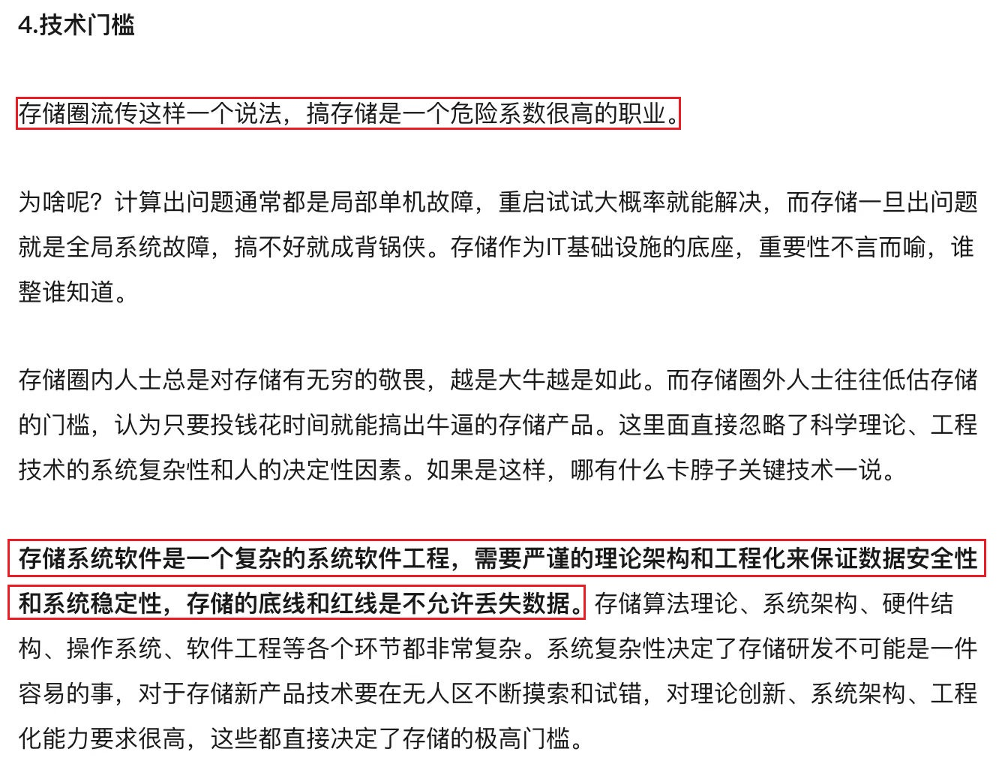 4.技术门槛
存储圈流传这样一个说法，搞存储是一个危险系数很高的职业。
为啥呢？计算出问题通常都是局部单机故障，重启试试大概率就能解决，而存储一旦出问题
就是全局系统故障，搞不好就成背锅侠。存储作为IT基础设施的底座，重要性不言而喻，谁
整谁知道。
存储圈内人士总是对存储有无穷的敬畏，越是大牛越是如此。而存储圈外人士往往低估存储
的门槛，认为只要投钱花时间就能搞出牛逼的存储产品。这里面直接忽略了科学理论、工程
技术的系统复杂性和人的决定性因素。如果是这样，哪有什么卡脖子关键技术一说。
存储系统软件是一个复杂的系统软件工程，需要严谨的理论架构和工程化来保证数据安全性
和系统稳定性，存储的底线和红线是不允许丢失数据。存储算法理论、系统架构、硬件结
构、操作系统、软件工程等各个环节都非常复杂。系统复杂性决定了存储研发不可能是一件
容易的事，对于存储新产品技术要在无人区不断摸索和试错，对理论创新、系统架构、工程
化能力要求很高，这些都直接决定了存储的极高门槛。